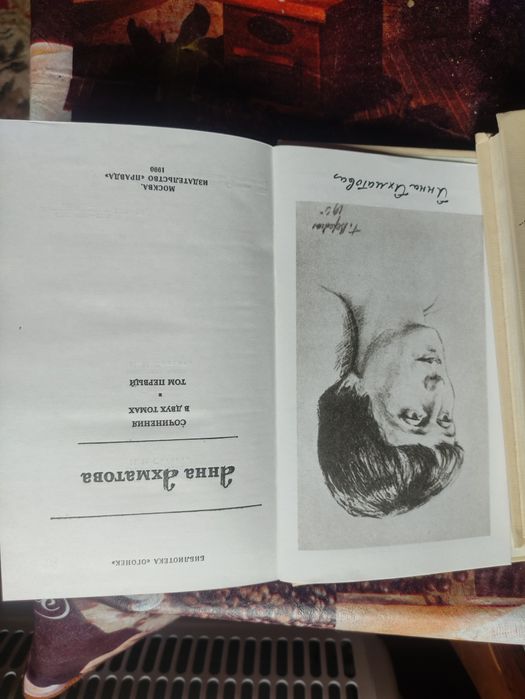 БИБЛИОТЕКА «ОГОНЕК»
Анна Ахматова
СОЧИНЕНИЯ
В ДВУХ ТОМАХ
*
ТОМ ПЕРВЫЙ
МОСКВА.
ИЗДАТЕЛЬСТВО «ПРАВДА»
1990
Анна Ахматова